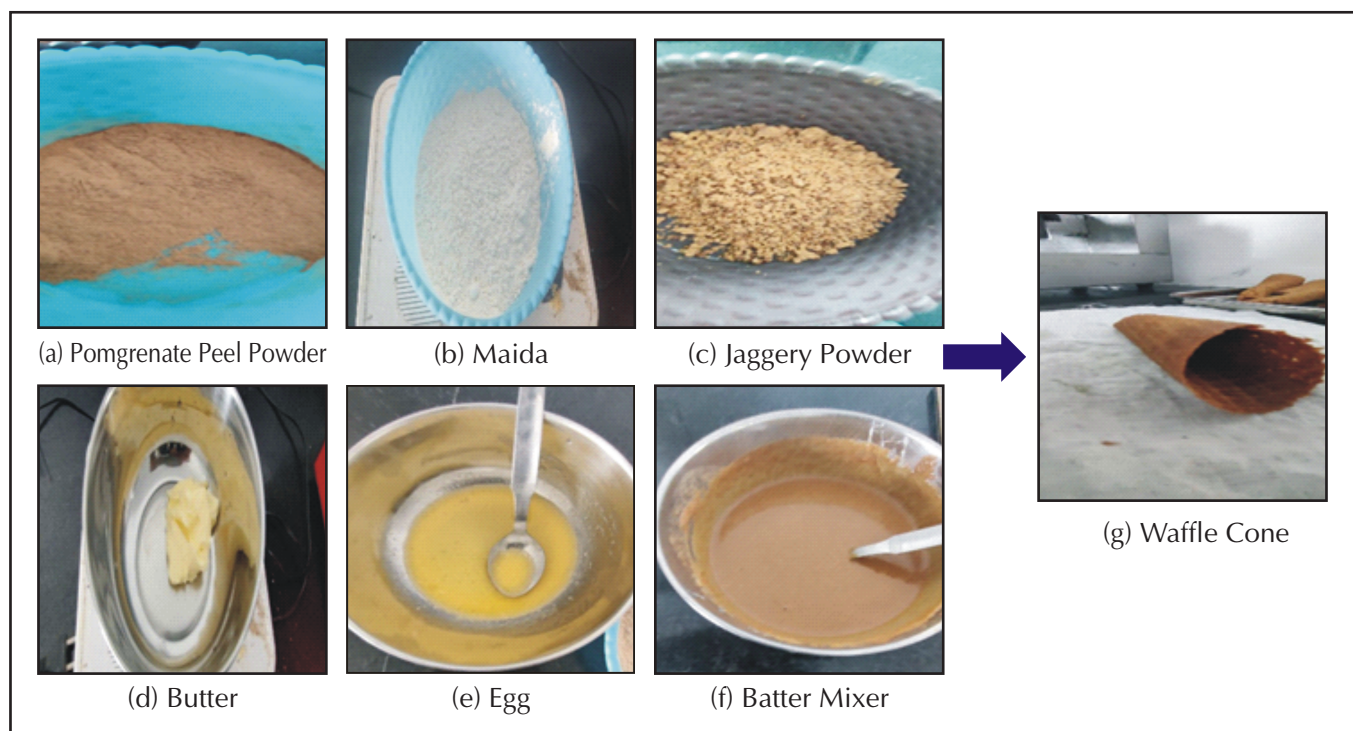 (a) Pomgrenate Peel Powder
(b) Maida
(c) Jaggery Powder
(d) Butter
(e) Egg
(f) Batter Mixer
(g) Waffle Cone